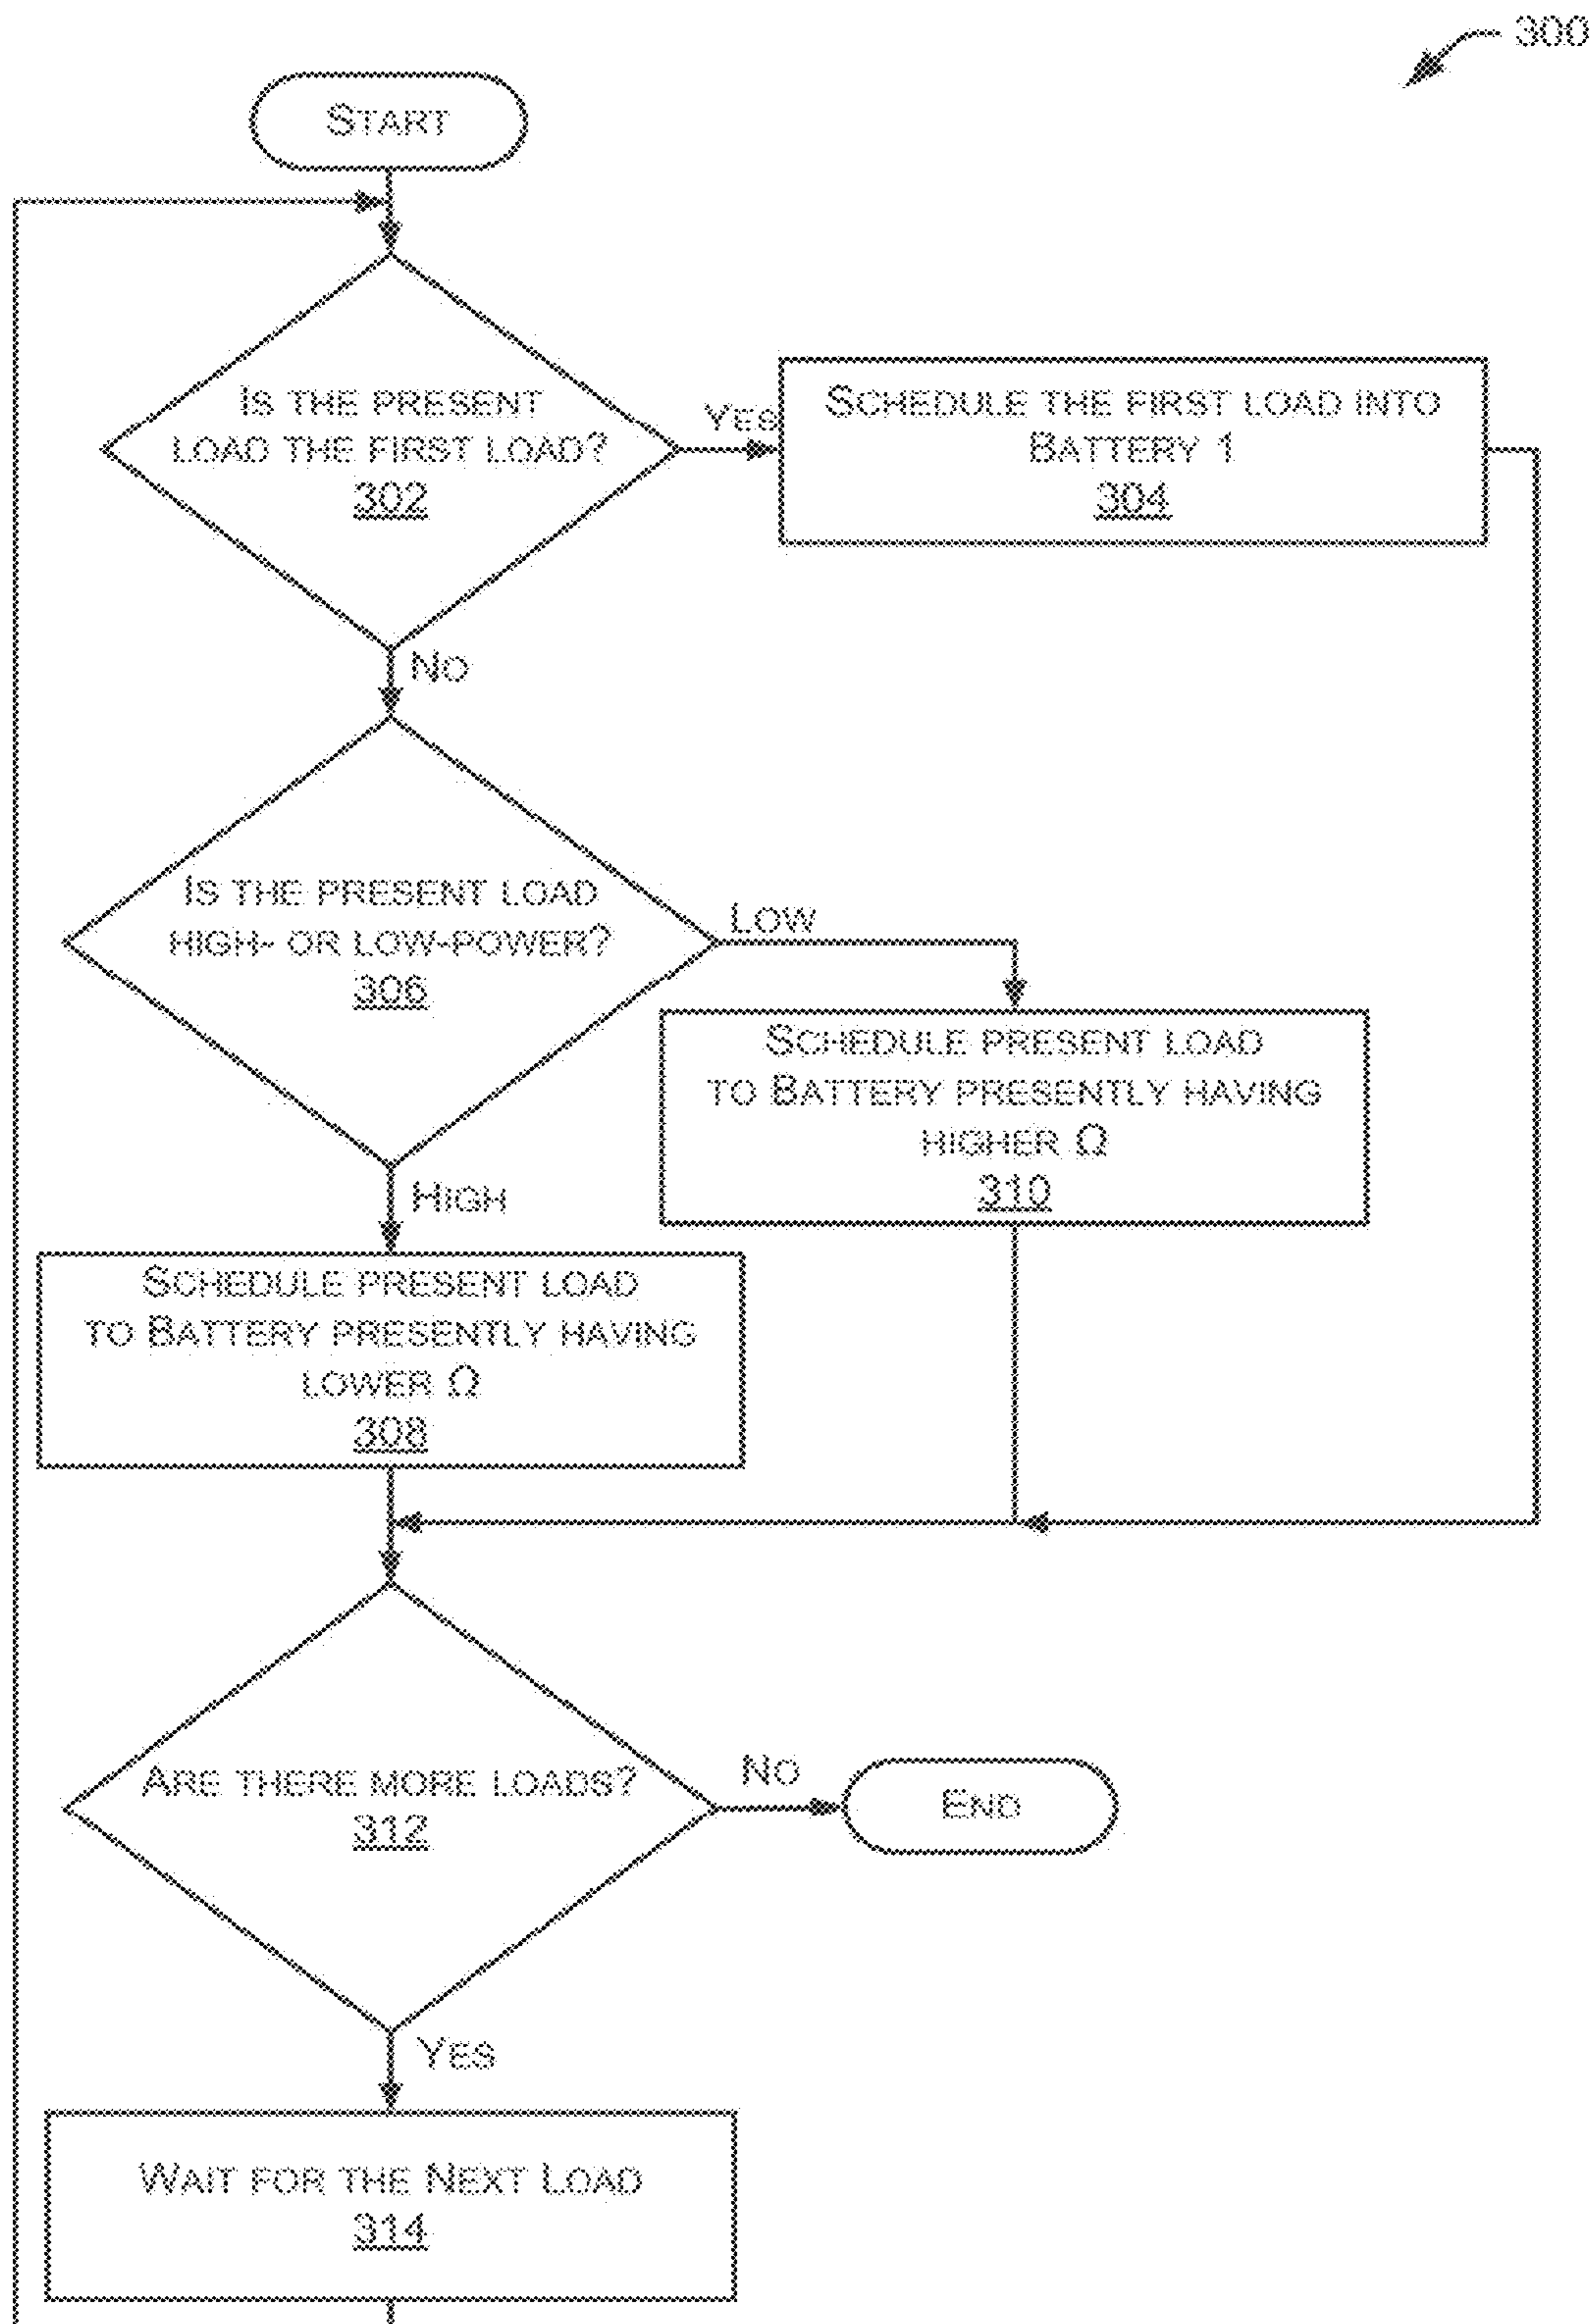 300
START
IS THE PRESENT
LOAD THE FIRST LOAD?
302
YES
SCHEDULE THE FIRST LOAD INTO
BATTERY 1
304
NO
IS THE PRESENT LOAD
HIGH- OR LOW-POWER?
306
LOW
SCHEDULE PRESENT LOAD
TO BATTERY PRESENTLY HAVING
HIGHER Ω
310
HIGH
SCHEDULE PRESENT LOAD
TO BATTERY PRESENTLY HAVING
LOWER Ω
308
ARE THERE MORE LOADS?
312
NO
END
YES
WAIT FOR THE NEXT LOAD
314